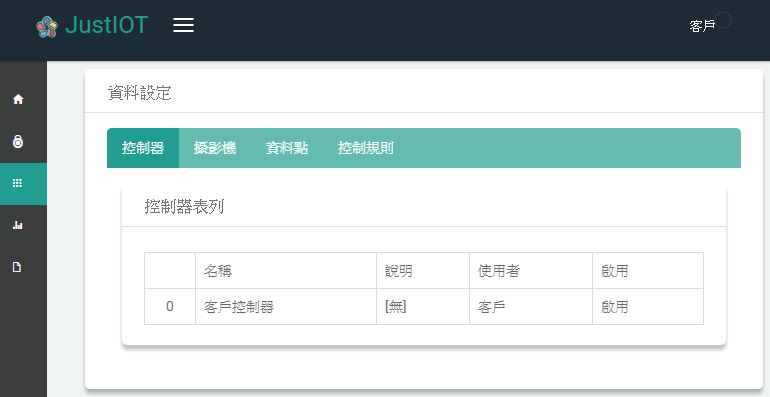 JustIOT
客戶
資料設定
控制器 攝影機 資料點 控制規則
控制器表列
名稱 說明 使用者 啟用
0 客戶控制器 [無] 客戶 啟用